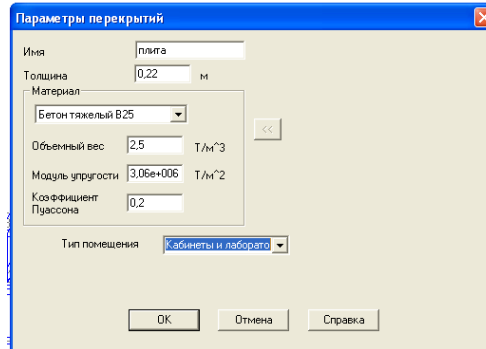 Параметры перекрытий
Имя плита
Толщина 0,22 м
Материал
Бетон тяжелый B25
<<
Объемный вес 2,5 Т/м^3
Модуль упругости 3,06e+006 Т/м^2
Коэффициент
Пуассона 0,2
Тип помещения Кабинеты и лаборато
OK Отмена Справка